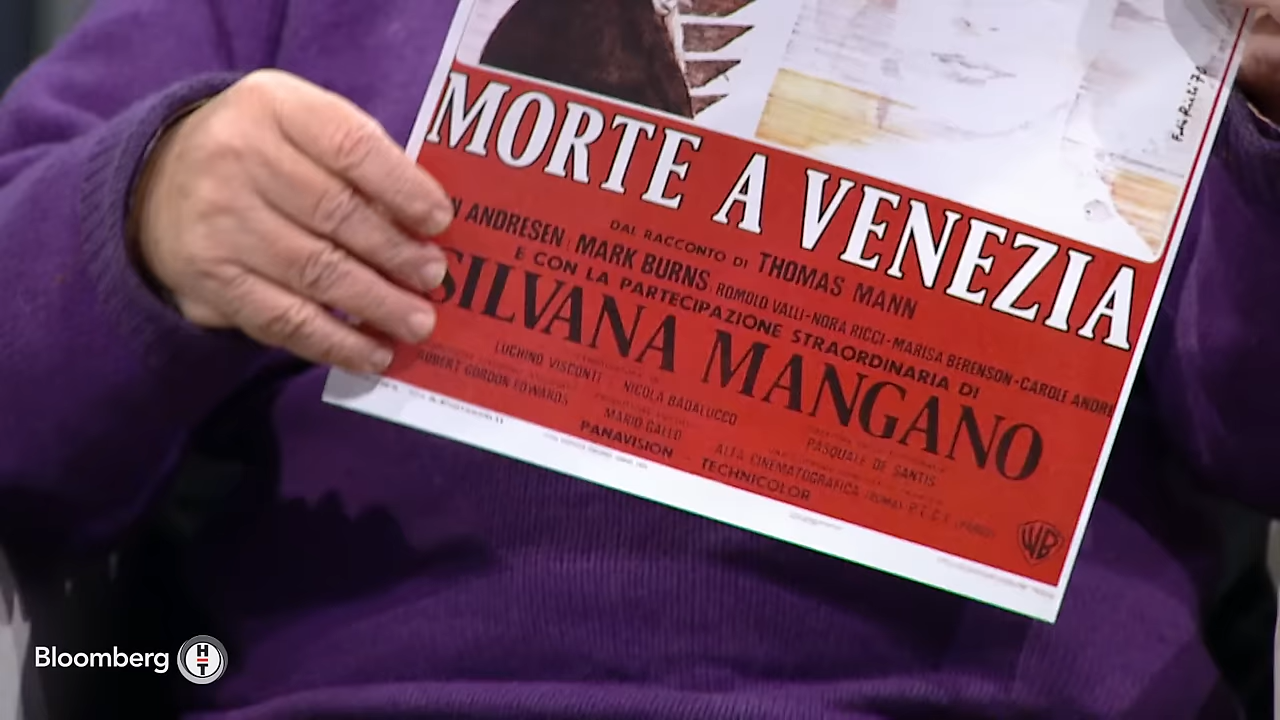 MORTE A VENEZIA
DAL RACCONTO DI THOMAS MANN
N ANDRESEN MARK BURNS ROMOLO VALLI-NORA RICCI-MARISA BERENSON-CAROLE ANDRE
E CON LA PARTECIPAZIONE STRAORDINARIA DI
SILVANA MANGANO
LUCHINO VISCONTI NICOLA BADALUCCO
PASQUALE DE SANTIS
ROBERT GORDON EDWARDS
MARIO GALLO
ALFA CINEMATOGRAFICA
PANAVISION TECHNICOLOR
WB
Bloomberg HT